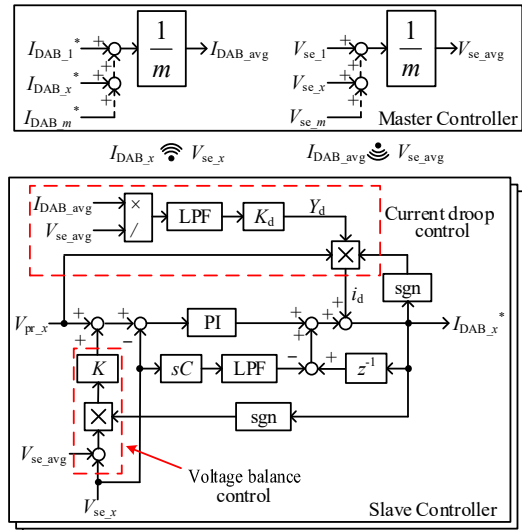 I_DAB_1* + 1/m I_DAB_avg
+
I_DAB_x* +
+
I_DAB_m*
V_se_1 + 1/m V_se_avg
+
V_se_x +
+
V_se_m
Master Controller
I_DAB_x V_se_x
I_DAB_avg V_se_avg
I_DAB_avg × LPF K_d Y_d
V_se_avg /
Current droop
control
×
sgn
i_d
V_pr_x + + PI + + + I_DAB_x*
+ − +
K sC LPF − + z⁻¹
× sgn
V_se_avg
V_se_x
Voltage balance
control
Slave Controller